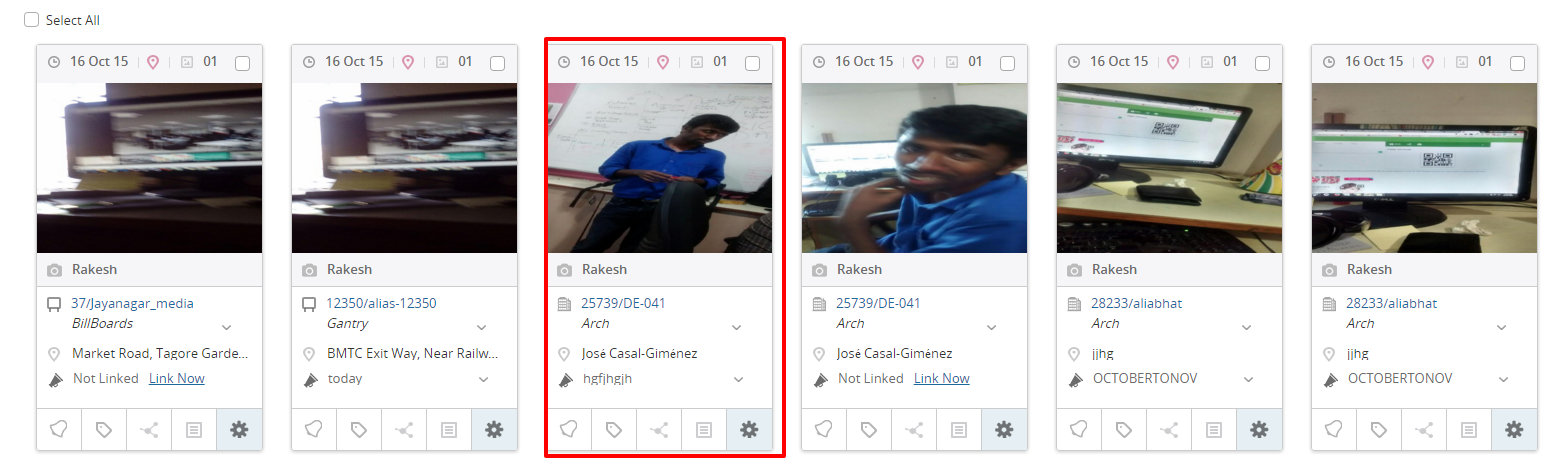 Select All
16 Oct 15 01
Rakesh
37/Jayanagar_media
BillBoards
Market Road, Tagore Garde...
Not Linked Link Now
16 Oct 15 01
Rakesh
12350/alias-12350
Gantry
BMTC Exit Way, Near Railw...
today
16 Oct 15 01
Rakesh
25739/DE-041
Arch
José Casal-Giménez
hgfjhgjh
16 Oct 15 01
Rakesh
25739/DE-041
Arch
José Casal-Giménez
Not Linked Link Now
16 Oct 15 01
Rakesh
28233/aliabhat
Arch
jjhg
OCTOBERTONOV
16 Oct 15 01
Rakesh
28233/aliabhat
Arch
jjhg
OCTOBERTONOV